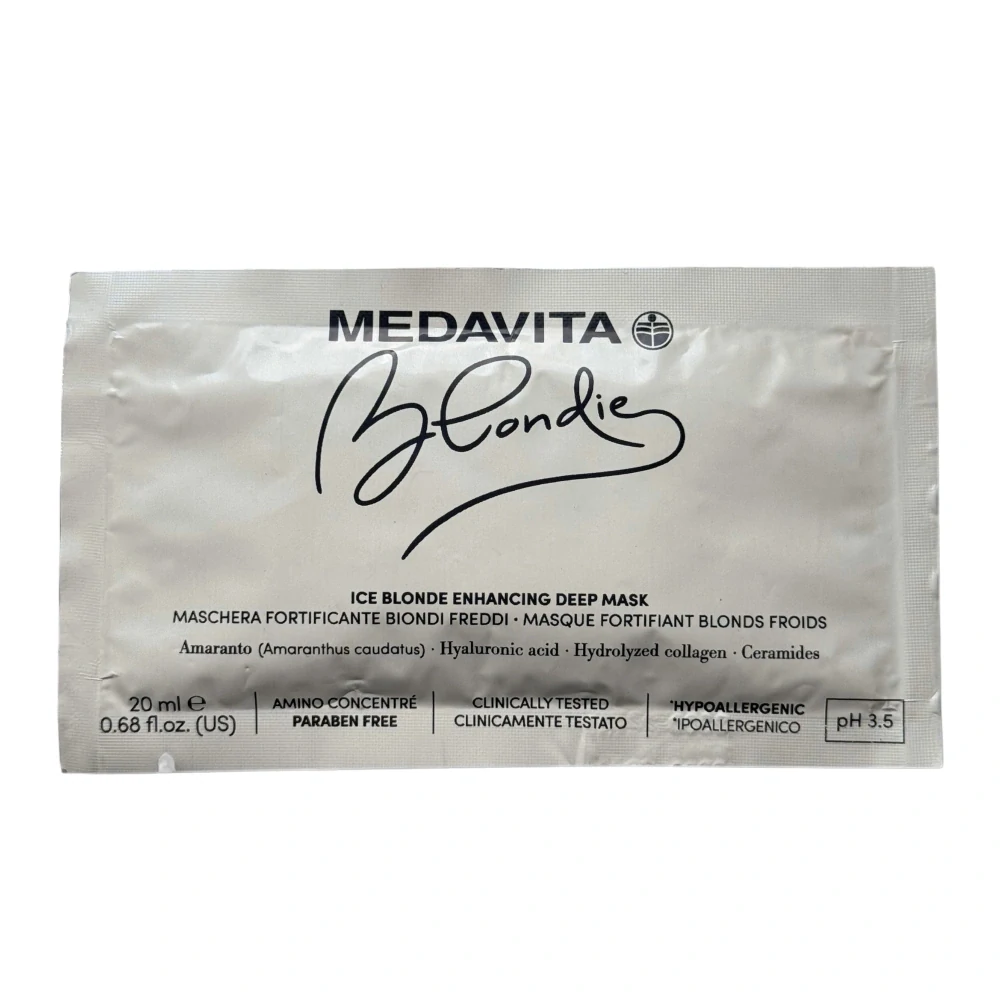 MEDAVITA
Blondie
ICE BLONDE ENHANCING DEEP MASK
MASCHERA FORTIFICANTE BIONDI FREDDI · MASQUE FORTIFIANT BLONDS FROIDS
Amaranto (Amaranthus caudatus) · Hyaluronic acid · Hydrolyzed collagen · Ceramides
20 ml ℮
0.68 fl.oz. (US)
AMINO CONCENTRÉ
PARABEN FREE
CLINICALLY TESTED
CLINICAMENTE TESTATO
*HYPOALLERGENIC
*IPOALLERGENICO
pH 3.5